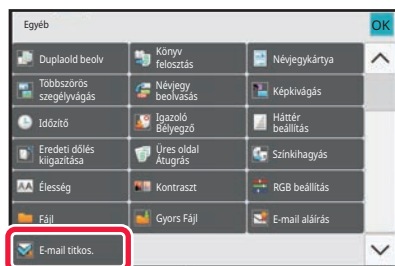 Egyéb
OK
Duplaold beolv
Könyv
felosztás
Névjegykártya
Többszörös
szegélyvágás
Névjegy
beolvasás
Képkivágás
Időzítő
Igazoló
Bélyegző
Háttér
beállítás
Eredeti dőlés
kiigazítása
Üres oldal
Átugrás
Színkihagyás
AA
Élesség
Kontraszt
RGB beállítás
Fájl
Gyors Fájl
E-mail aláírás
E-mail titkos.